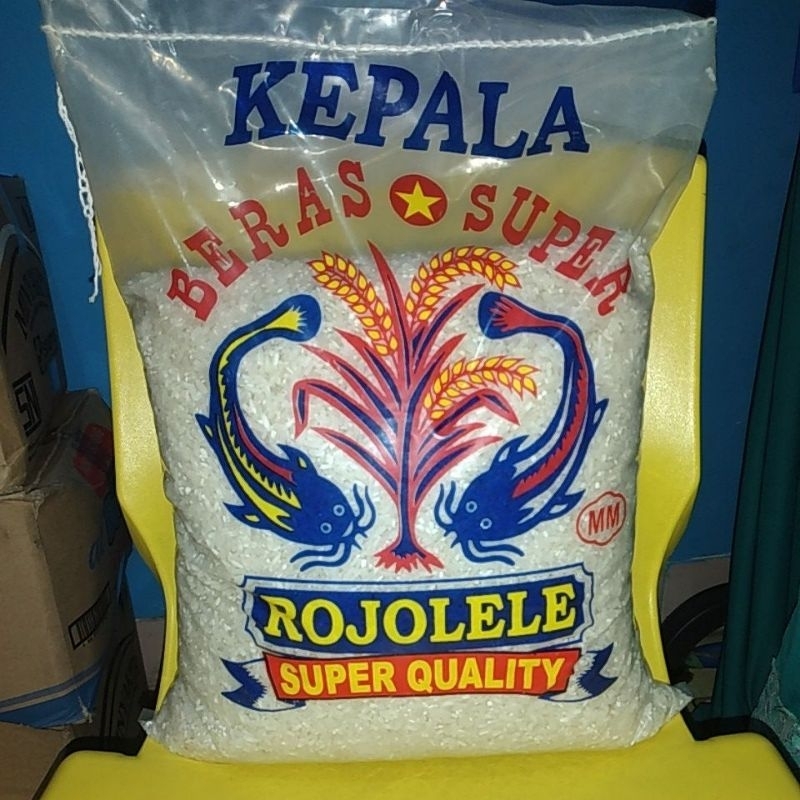 KEPALA
BERAS SUPER
MM
ROJOLELE
SUPER QUALITY